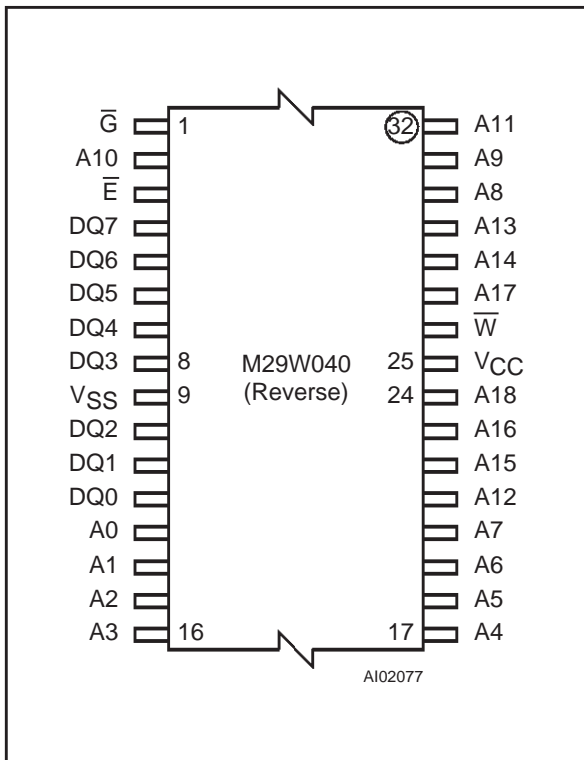 G̅ 1 32 A11
A10 A9
E̅ A8
DQ7 A13
DQ6 A14
DQ5 A17
DQ4 W̅
DQ3 8 M29W040 25 VCC
VSS 9 (Reverse) 24 A18
DQ2 A16
DQ1 A15
DQ0 A12
A0 A7
A1 A6
A2 A5
A3 16 17 A4
AI02077